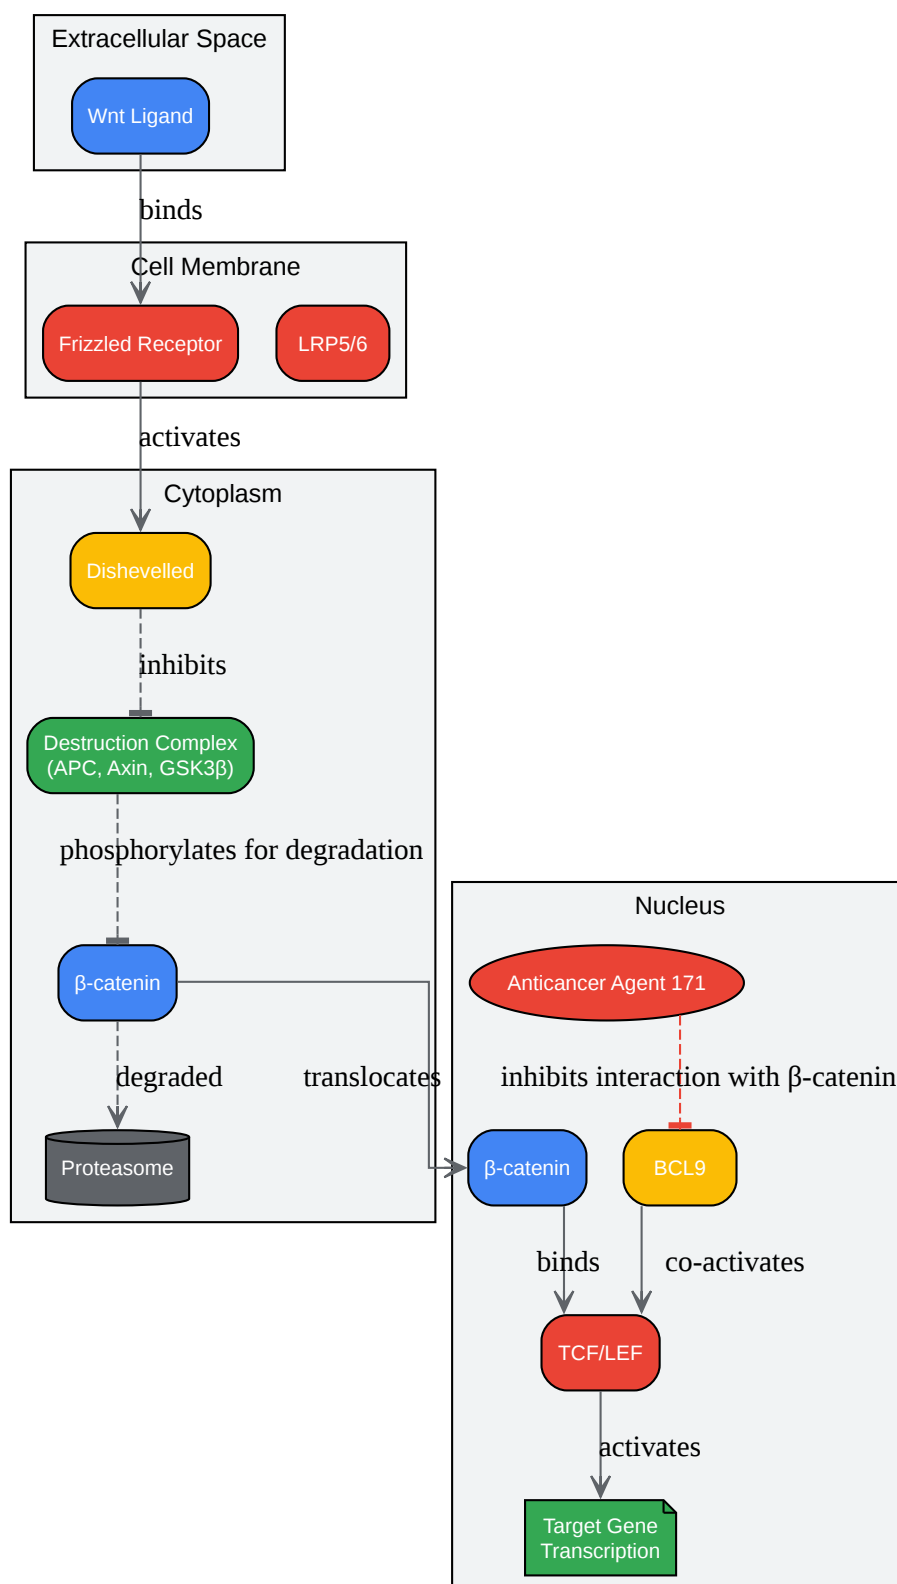 Extracellular Space
Wnt Ligand
binds
Cell Membrane
Frizzled Receptor
LRP5/6
activates
Cytoplasm
Dishevelled
inhibits
Destruction Complex
(APC, Axin, GSK3β)
phosphorylates for degradation
Nucleus
β-catenin
Anticancer Agent 171
degraded
translocates
inhibits interaction with β-catenin
Proteasome
β-catenin
BCL9
binds
co-activates
TCF/LEF
activates
Target Gene
Transcription